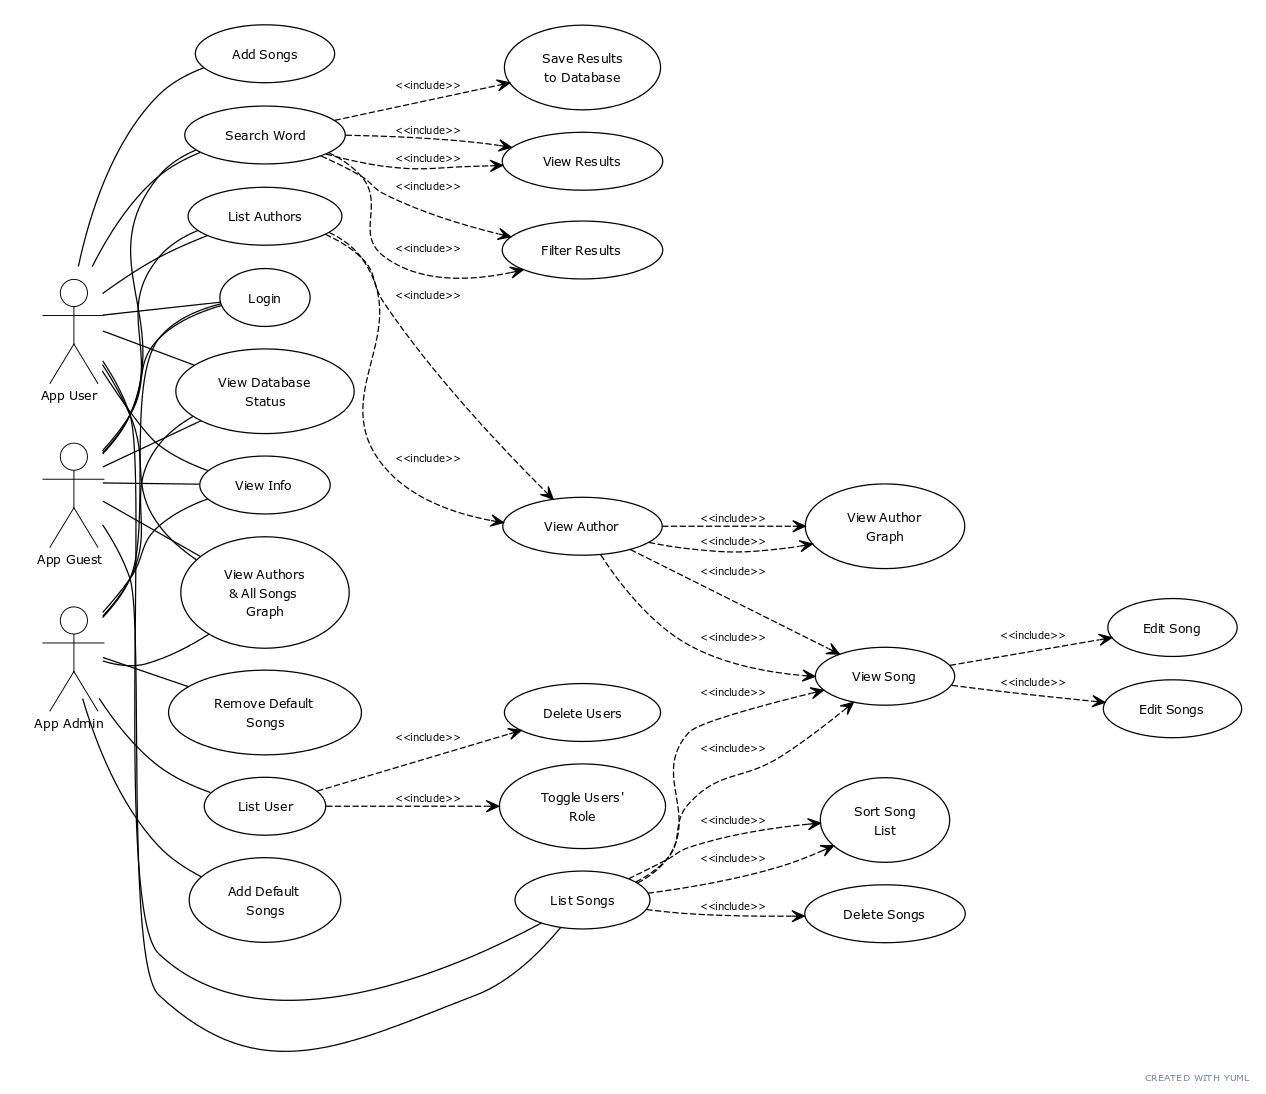 Add Songs
Save Results
to Database
<<include>>
Search Word
<<include>>
View Results
<<include>>
<<include>>
List Authors
Filter Results
<<include>>
<<include>>
Login
App User
View Database
Status
<<include>>
View Info
App Guest
View Author
<<include>>
<<include>>
View Author
Graph
<<include>>
View Authors
& All Songs
Graph
<<include>>
View Song
<<include>>
Edit Song
<<include>>
Edit Songs
<<include>>
<<include>>
App Admin
Remove Default
Songs
<<include>>
Delete Users
List User
<<include>>
Toggle Users'
Role
<<include>>
<<include>>
Sort Song
List
Add Default
Songs
List Songs
<<include>>
Delete Songs
CREATED WITH YUML